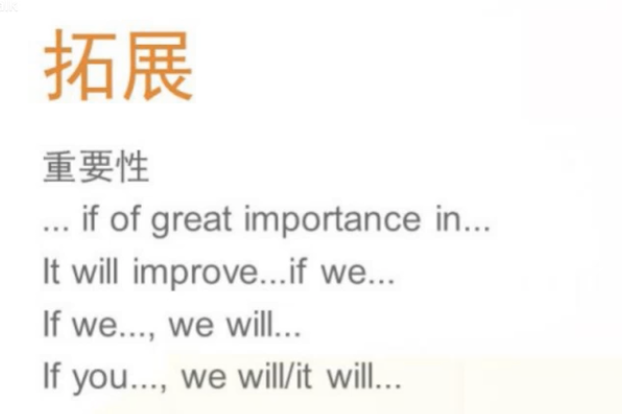 拓展
重要性
... if of great importance in...
It will improve...if we...
If we..., we will...
If you..., we will/it will...